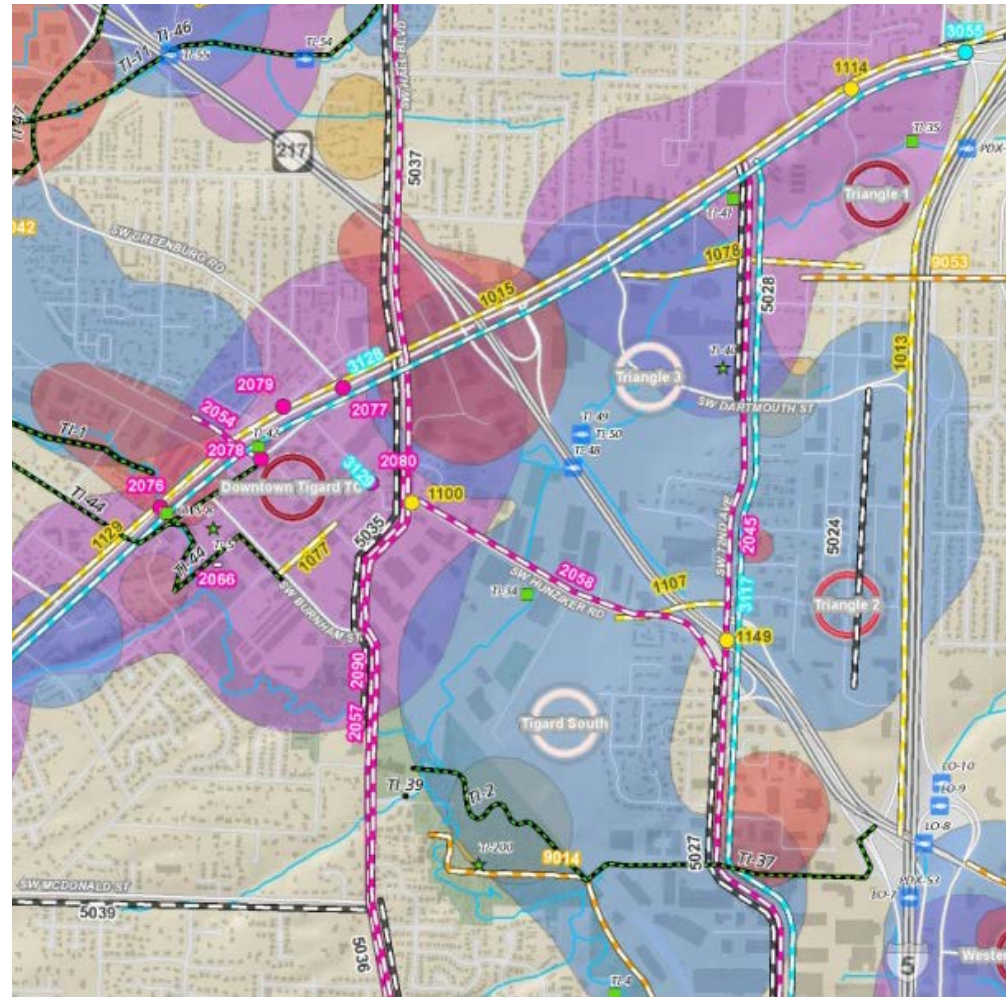 TI-46
TI-11
TI-55
TI-54
TI-47
SW HALL BLVD
217
5037
3055
1114
TI-35
PDX-
Triangle 1
TI-41
SW GREENBURG RD
1078
9053
1015
5028
1013
3128
Triangle 3
TI-40
2079
2077
SW DARTMOUTH ST
2054
TI-42
TI-49
TI-50
TI-1
2078
2080
TI-48
3129
Downtown Tigard TC
2076
1100
TI-44
1129
TI-5
5035
SW 72ND AVE
2045
5024
TI-44
2066
1077
2058
SW HUNZIKER RD
1107
3117
TI-34
SW BURNHAM ST
Triangle 2
1149
2090
2057
Tigard South
TI-39
TI-2
LO-10
LO-9
LO-8
TI-200
9014
5027
TI-37
SW MCDONALD ST
5039
PDX-53
LO-7
5036
5
Wester
TI-4